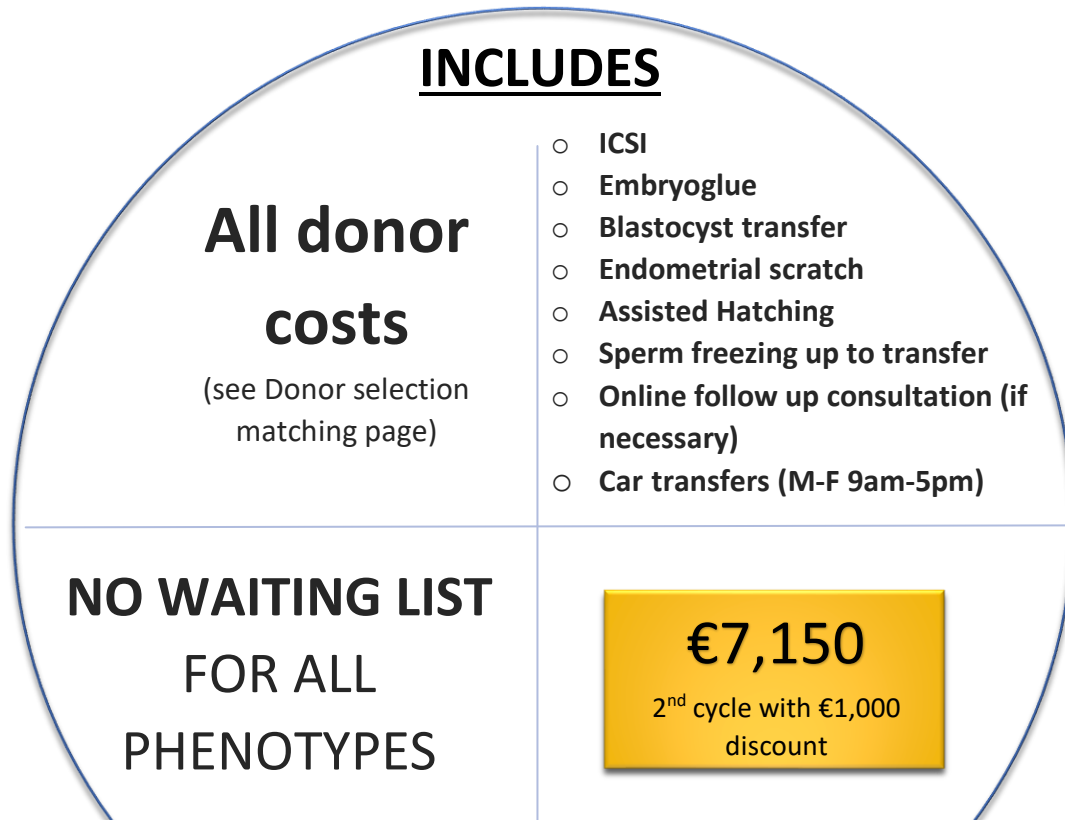 INCLUDES
All donor
costs
(see Donor selection
matching page)
○ ICSI
○ Embryoglue
○ Blastocyst transfer
○ Endometrial scratch
○ Assisted Hatching
○ Sperm freezing up to transfer
○ Online follow up consultation (if
necessary)
○ Car transfers (M-F 9am-5pm)
NO WAITING LIST
FOR ALL
PHENOTYPES
€7,150
2nd cycle with €1,000
discount